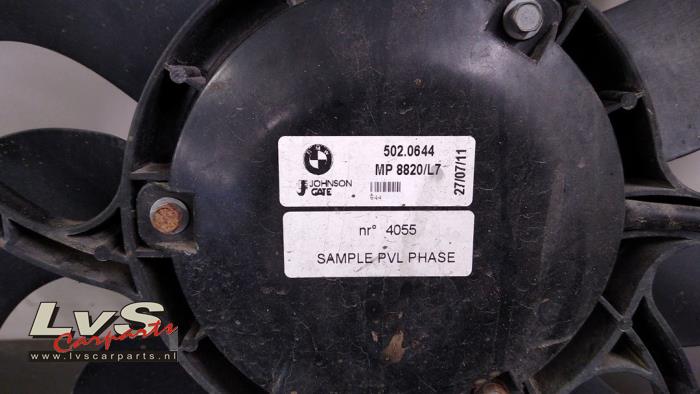 502.0644
MP 8820/L7
27/07/11
JOHNSON
GATE
nr° 4055
SAMPLE PVL PHASE
LvS
Carparts
www.lvscarparts.nl